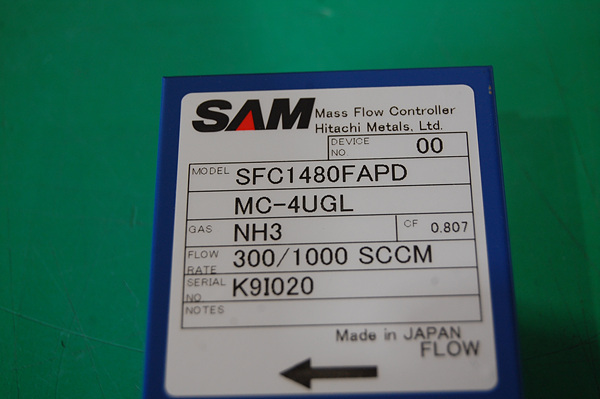 SAM Mass Flow Controller
Hitachi Metals, Ltd.
DEVICE NO 00
MODEL SFC1480FAPD
MC-4UGL
GAS NH3 CF 0.807
FLOW RATE 300/1000 SCCM
SERIAL NO. K9I020
NOTES
Made in JAPAN
FLOW